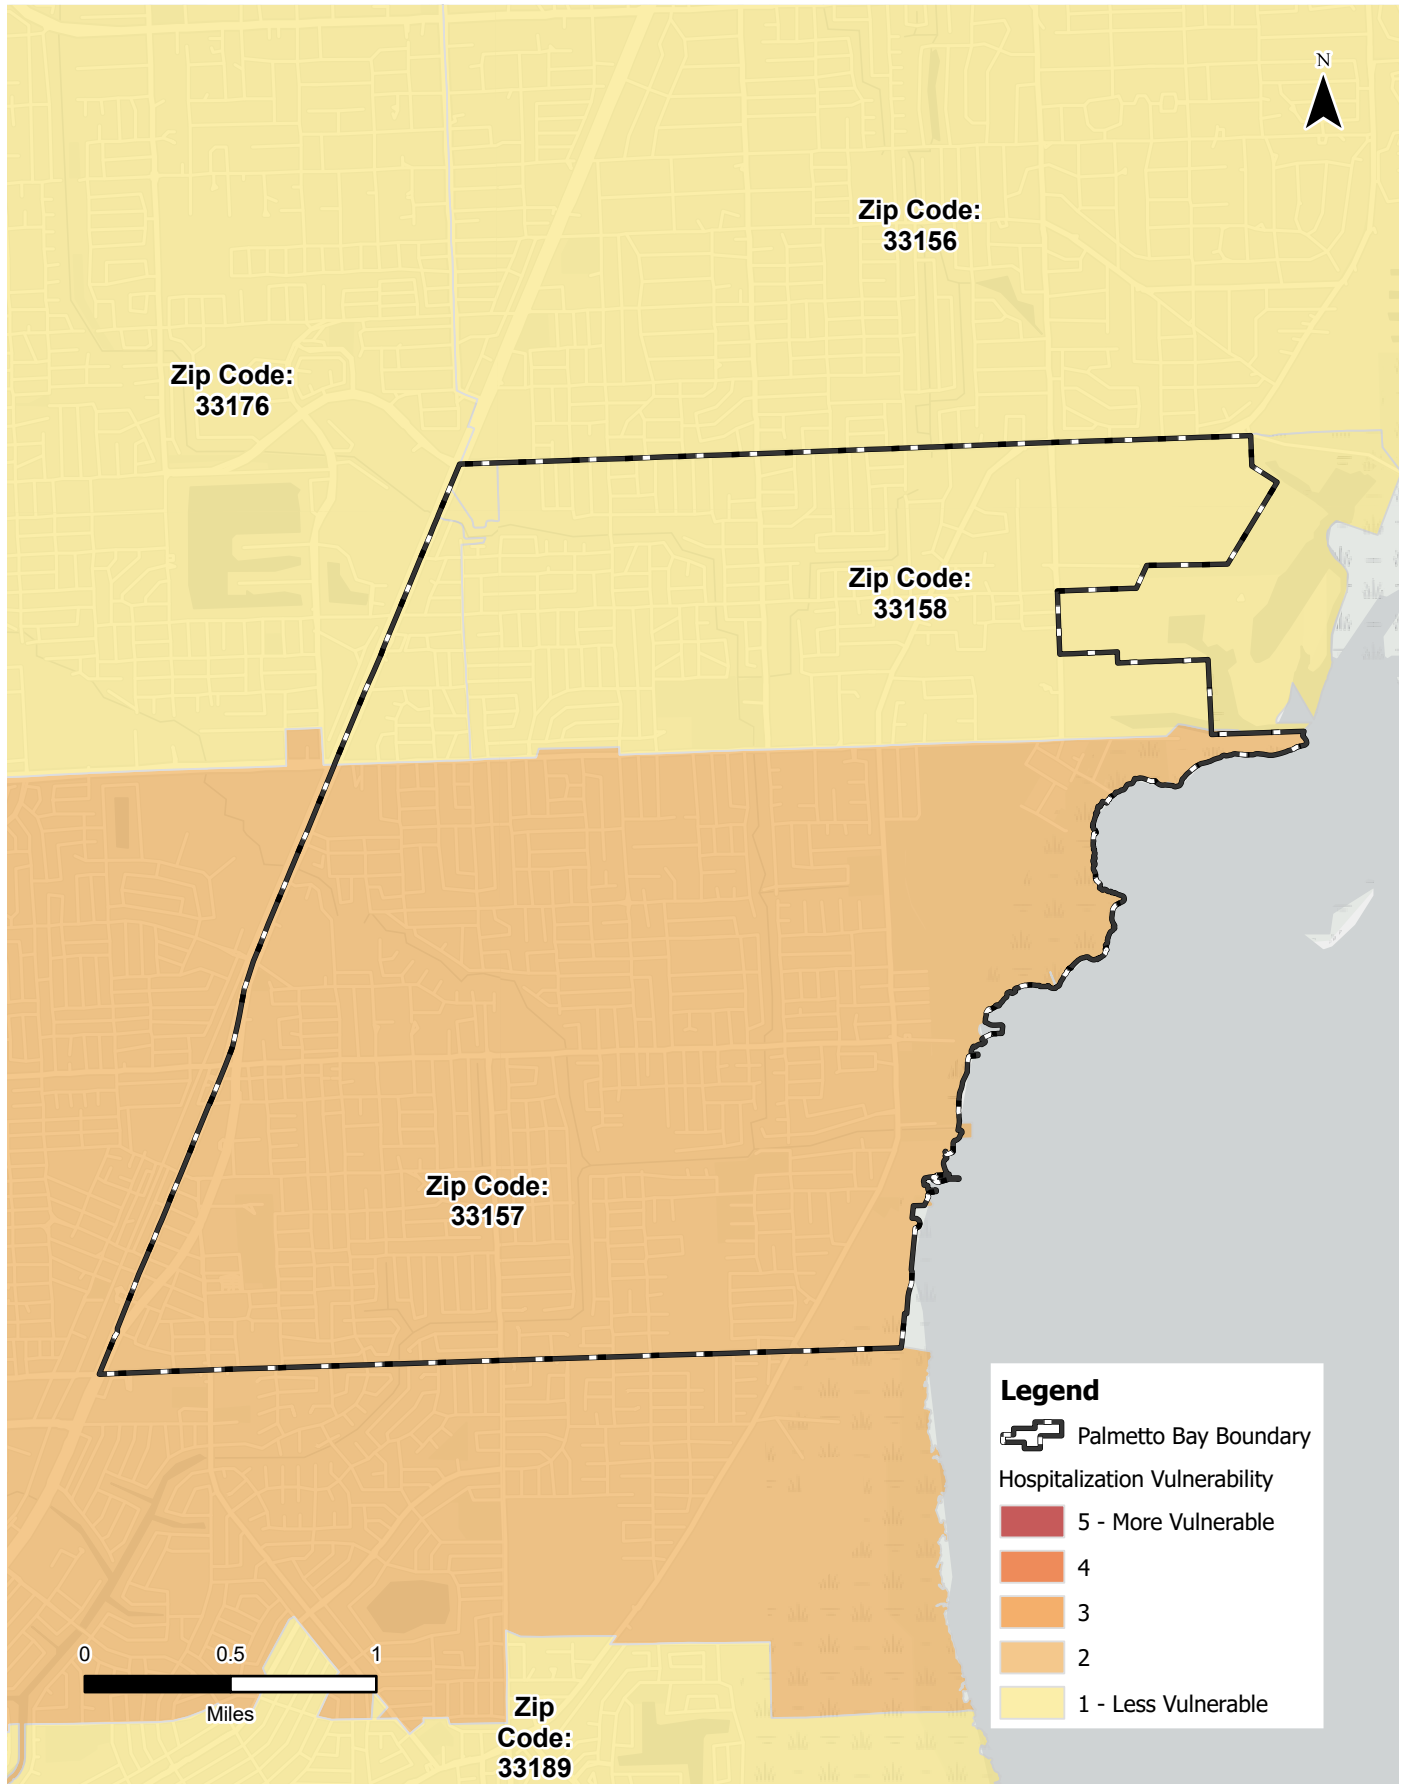 N
Zip Code:
33156
Zip Code:
33176
Zip Code:
33158
Zip Code:
33157
Legend
Palmetto Bay Boundary
Hospitalization Vulnerability
5 - More Vulnerable
4
3
2
1 - Less Vulnerable
0 0.5 1
Miles
Zip
Code:
33189